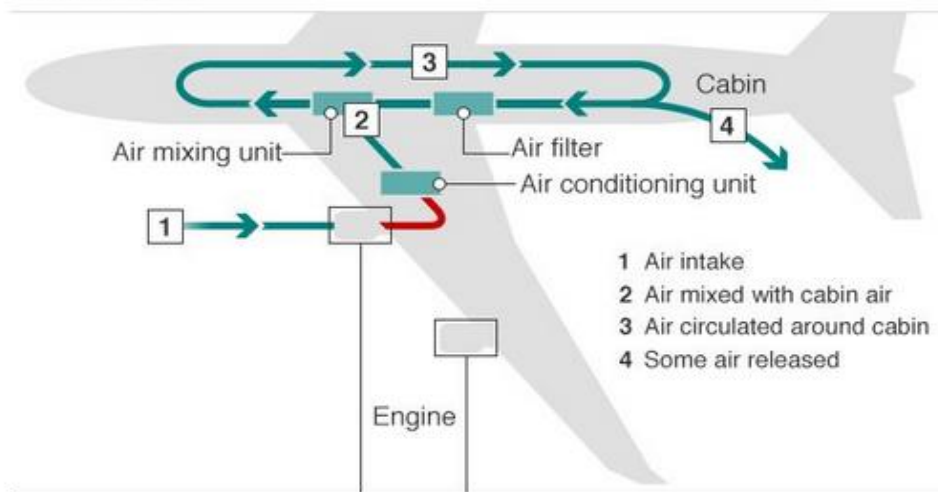 3
Cabin
2
4
Air mixing unit
Air filter
Air conditioning unit
1
1 Air intake
2 Air mixed with cabin air
3 Air circulated around cabin
4 Some air released
Engine